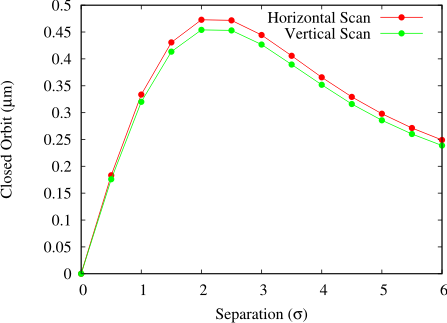 0.5
Horizontal Scan
0.45
Vertical Scan
0.4
0.35
0.3
0.25
0.2
0.15
0.1
0.05
0
Closed Orbit (μm)
0 1 2 3 4 5 6
Separation (σ)